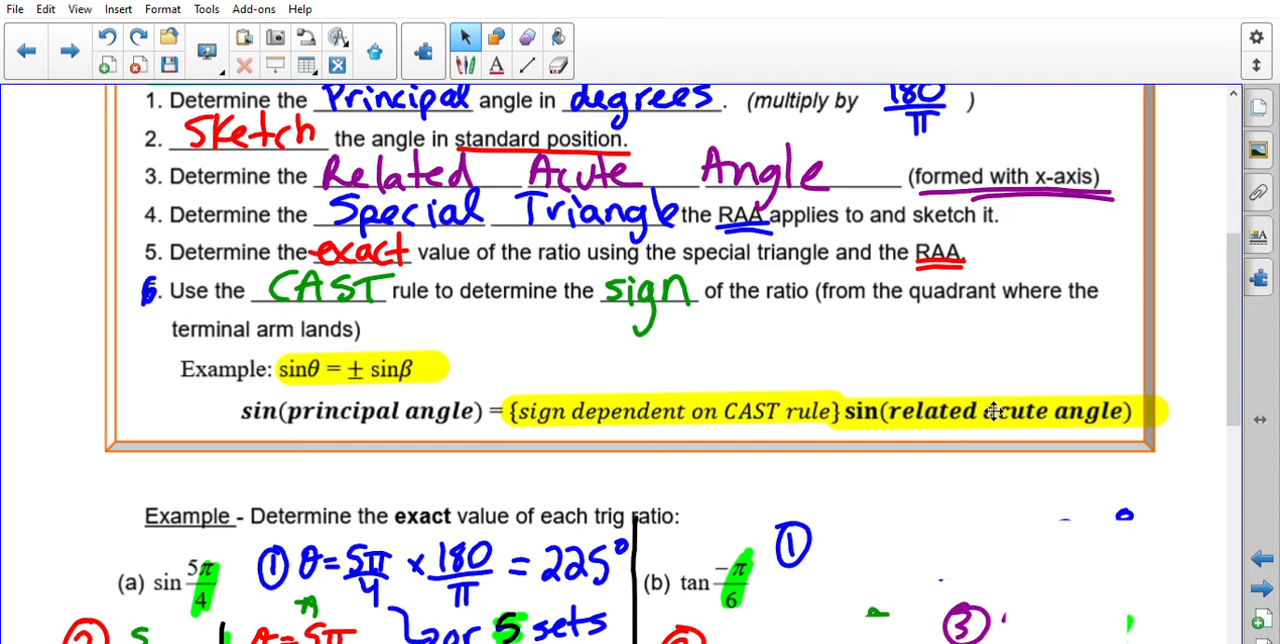 File Edit View Insert Format Tools Add-ons Help
1. Determine the Principal angle in degrees. (multiply by 180/π )
2. Sketch the angle in standard position.
3. Determine the Related Acute Angle (formed with x-axis)
4. Determine the Special Triangle the RAA applies to and sketch it.
5. Determine the exact value of the ratio using the special triangle and the RAA.
6. Use the CAST rule to determine the sign of the ratio (from the quadrant where the
terminal arm lands)
Example: sinθ = ± sinβ
sin(principal angle) = {sign dependent on CAST rule} sin(related acute angle)
Example - Determine the exact value of each trig ratio:
(a) sin 5π/4 ① θ = 5π/4 × 180/π = 225°
(b) tan -π/6 ①
② S θ = 5π or 5 sets
③